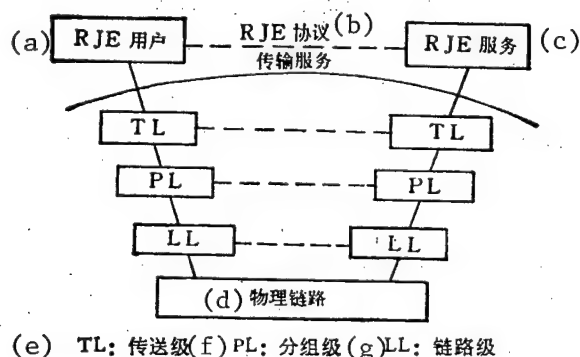 (a) RJE 用户 RJE 协议 (b) RJE 服务 (c)
传输服务
TL TL
PL PL
LL LL
(d) 物理链路
(e) TL: 传送级 (f) PL: 分组级 (g) LL: 链路级